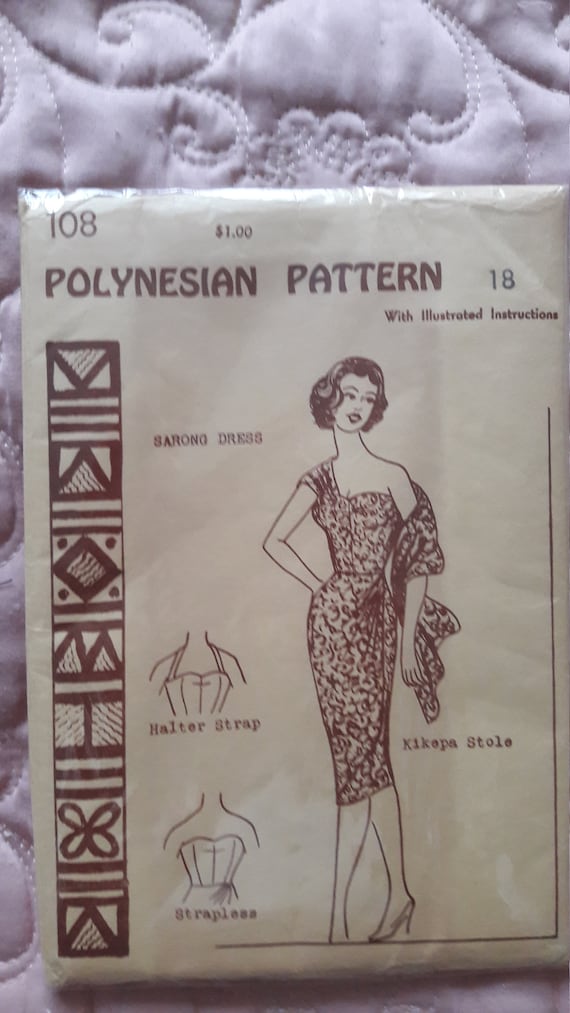 108
$1.00
POLYNESIAN PATTERN 18
With Illustrated Instructions
SARONG DRESS
Halter Strap
Kikepa Stole
Strapless